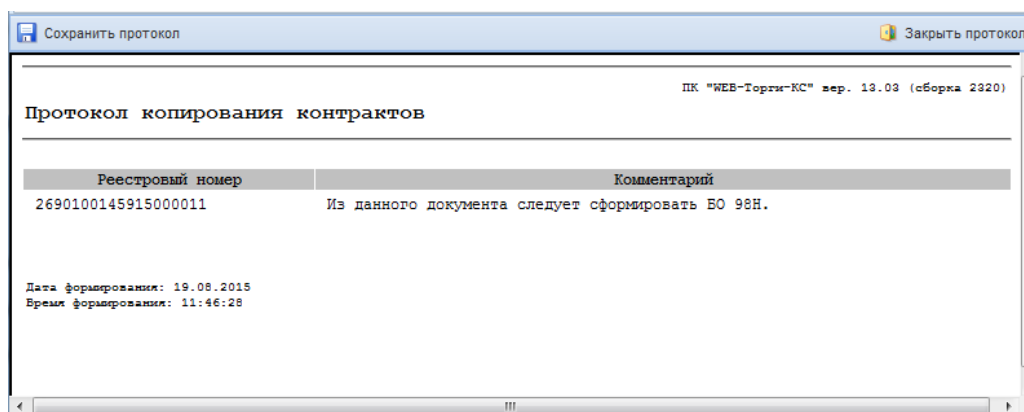 Сохранить протокол
Закрыть протокол
ПК "WEB-Торги-КС" вер. 13.03 (сборка 2320)
Протокол копирования контрактов
Реестровый номер
Комментарий
2690100145915000011
Из данного документа следует сформировать БО 98Н.
Дата формирования: 19.08.2015
Время формирования: 11:46:28